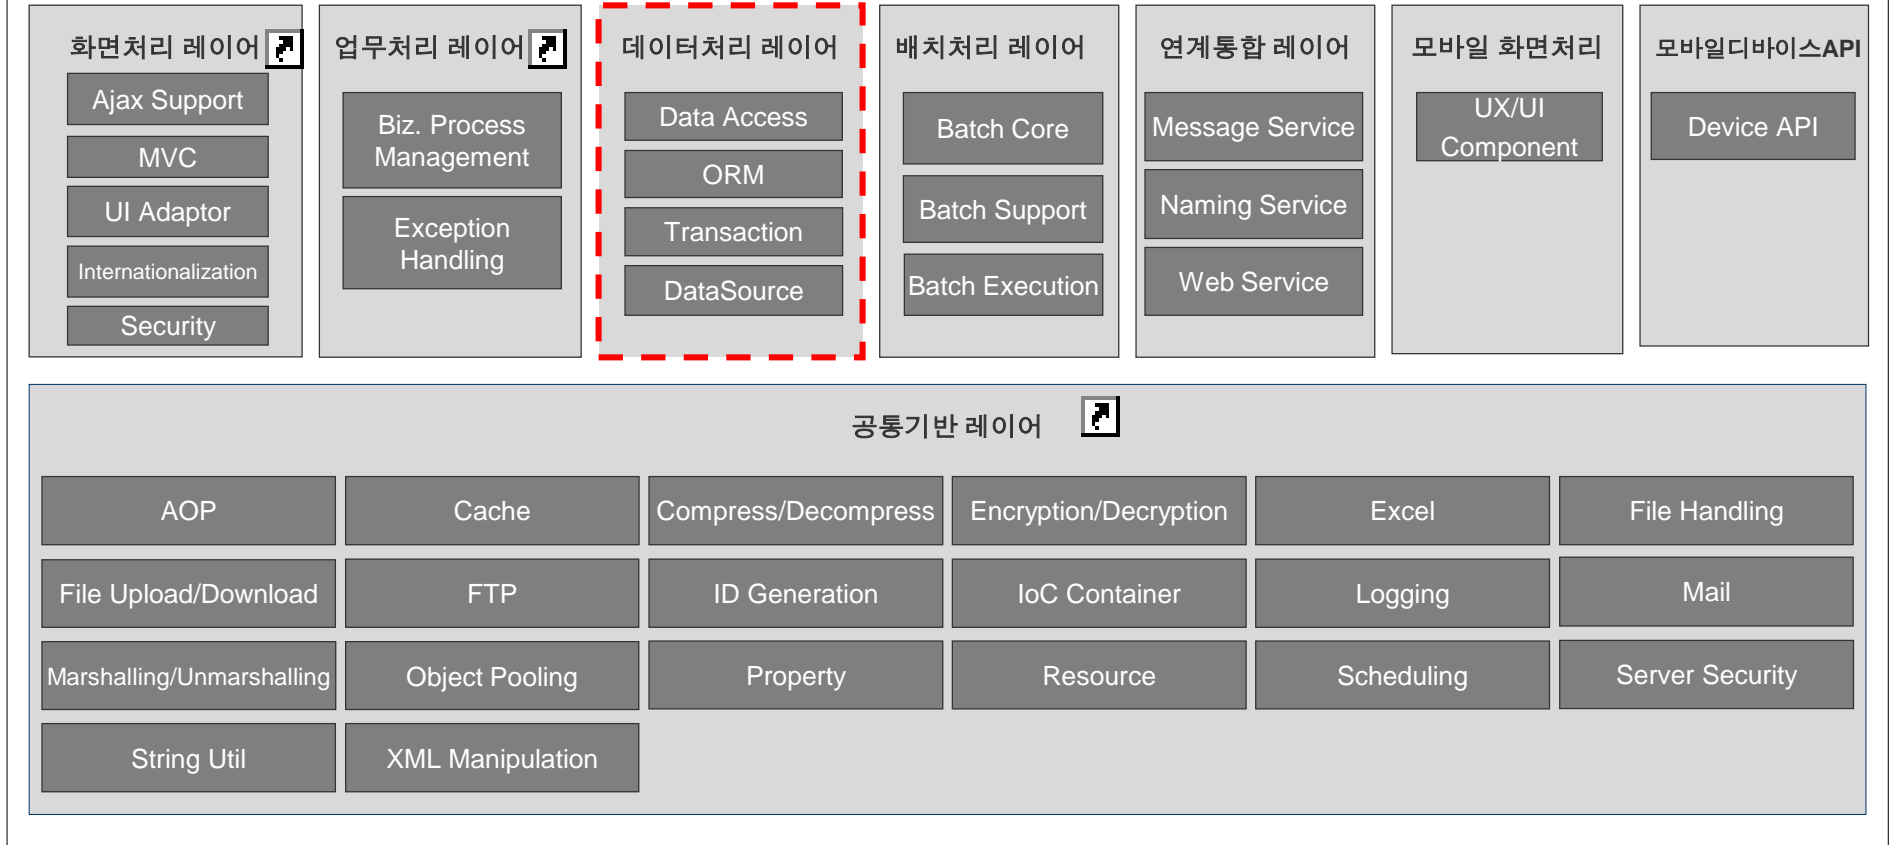 화면처리 레이어
Ajax Support
MVC
UI Adaptor
Internationalization
Security
업무처리 레이어
Biz. Process
Management
Exception
Handling
데이터처리 레이어
Data Access
ORM
Transaction
DataSource
배치처리 레이어
Batch Core
Batch Support
Batch Execution
연계통합 레이어
Message Service
Naming Service
Web Service
모바일 화면처리
UX/UI
Component
모바일디바이스API
Device API
공통기반 레이어
AOP
Cache
Compress/Decompress
Encryption/Decryption
Excel
File Handling
File Upload/Download
FTP
ID Generation
IoC Container
Logging
Mail
Marshalling/Unmarshalling
Object Pooling
Property
Resource
Scheduling
Server Security
String Util
XML Manipulation